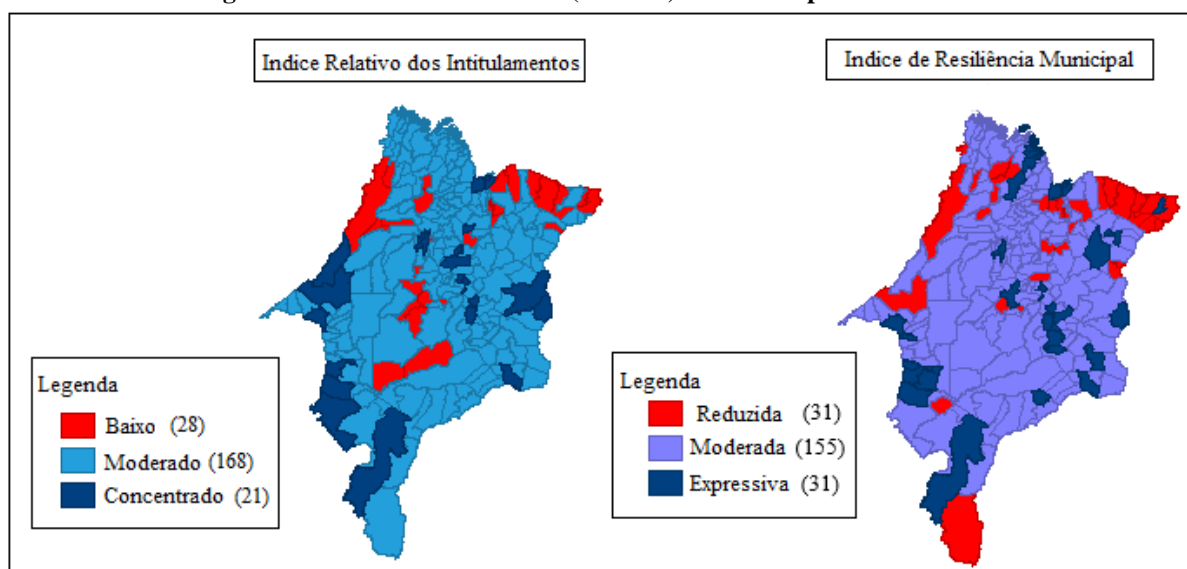 Indice Relativo dos Intitulamentos
Indice de Resiliência Municipal
Legenda
Baixo (28)
Moderado (168)
Concentrado (21)
Legenda
Reduzida (31)
Moderada (155)
Expressiva (31)